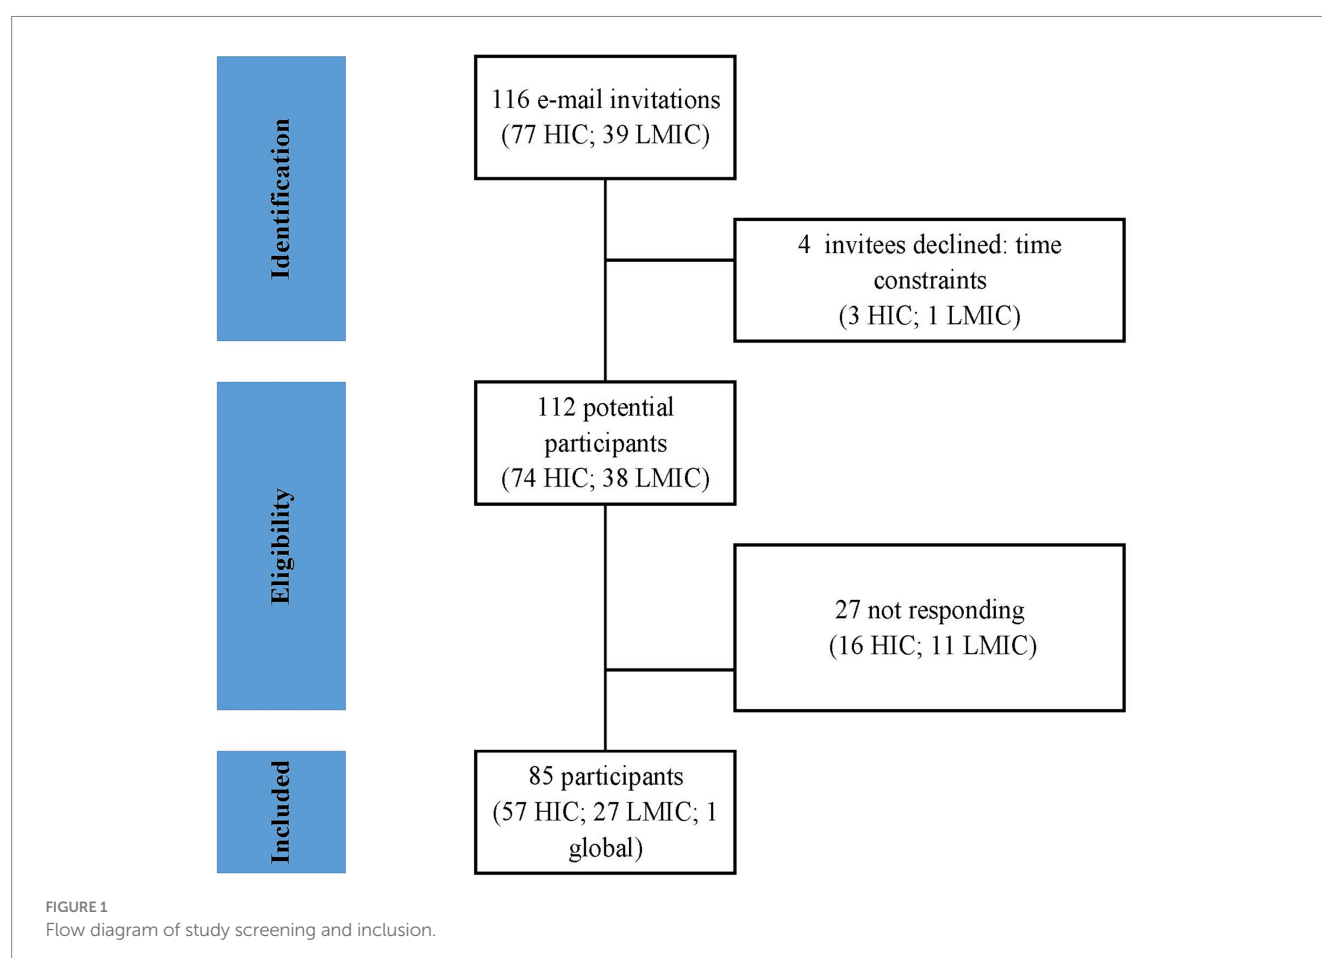 Identification
116 e-mail invitations
(77 HIC; 39 LMIC)
4 invitees declined: time
constraints
(3 HIC; 1 LMIC)
Eligibility
112 potential
participants
(74 HIC; 38 LMIC)
27 not responding
(16 HIC; 11 LMIC)
Included
85 participants
(57 HIC; 27 LMIC; 1
global)
FIGURE 1
Flow diagram of study screening and inclusion.